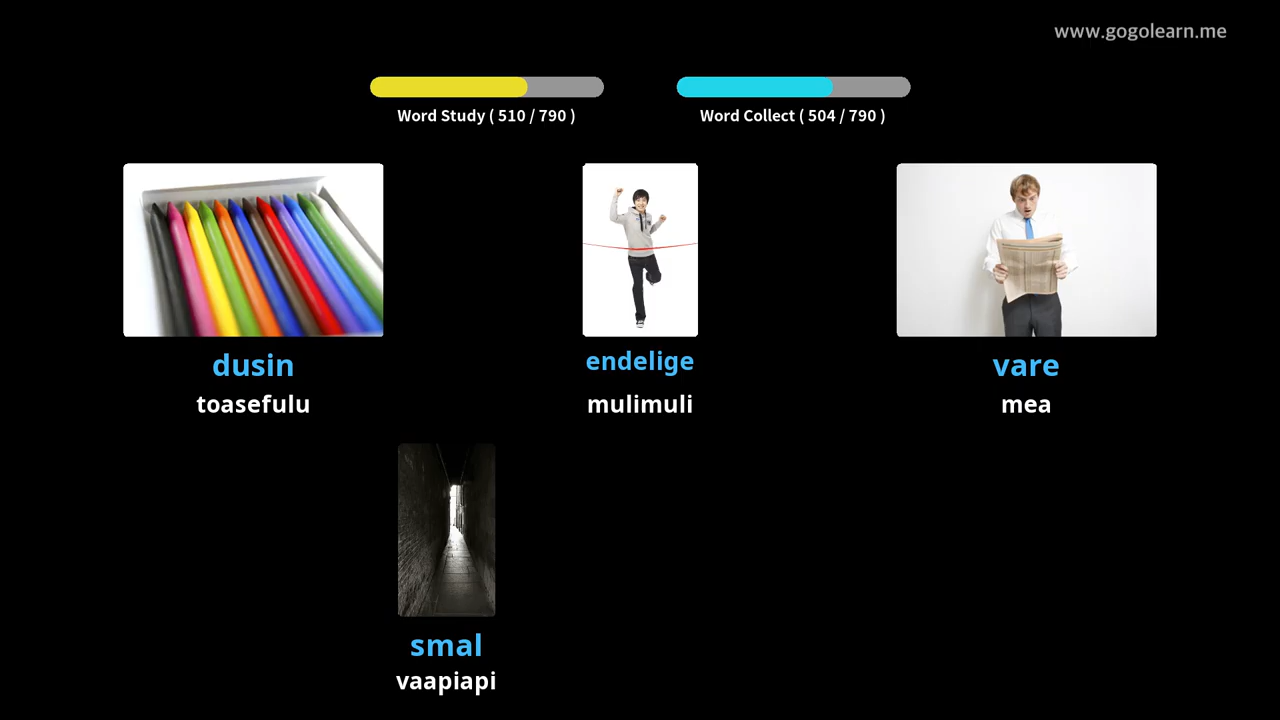 www.gogolearn.me
Word Study ( 510 / 790 )
Word Collect ( 504 / 790 )
dusin
toasefulu
endelige
mulimuli
vare
mea
smal
vaapiapi